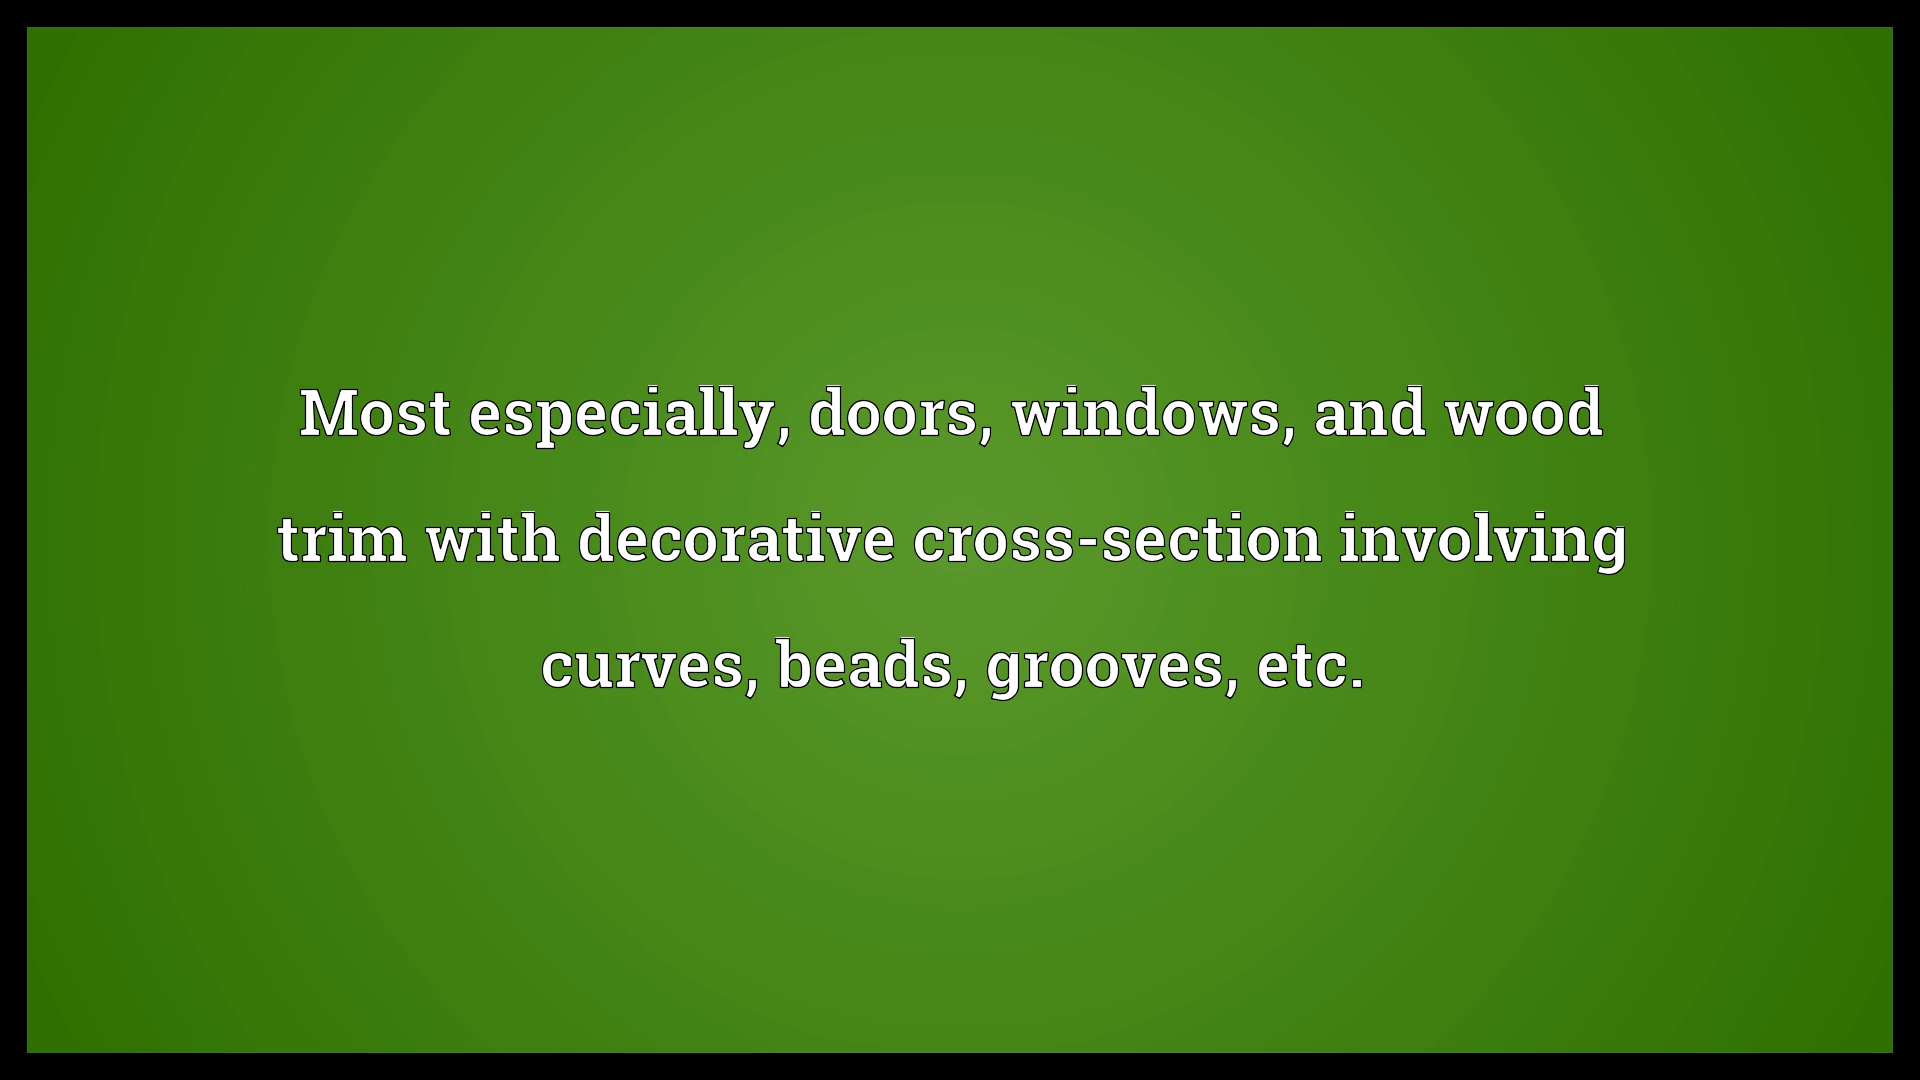 Most especially, doors, windows, and wood
trim with decorative cross-section involving
curves, beads, grooves, etc.